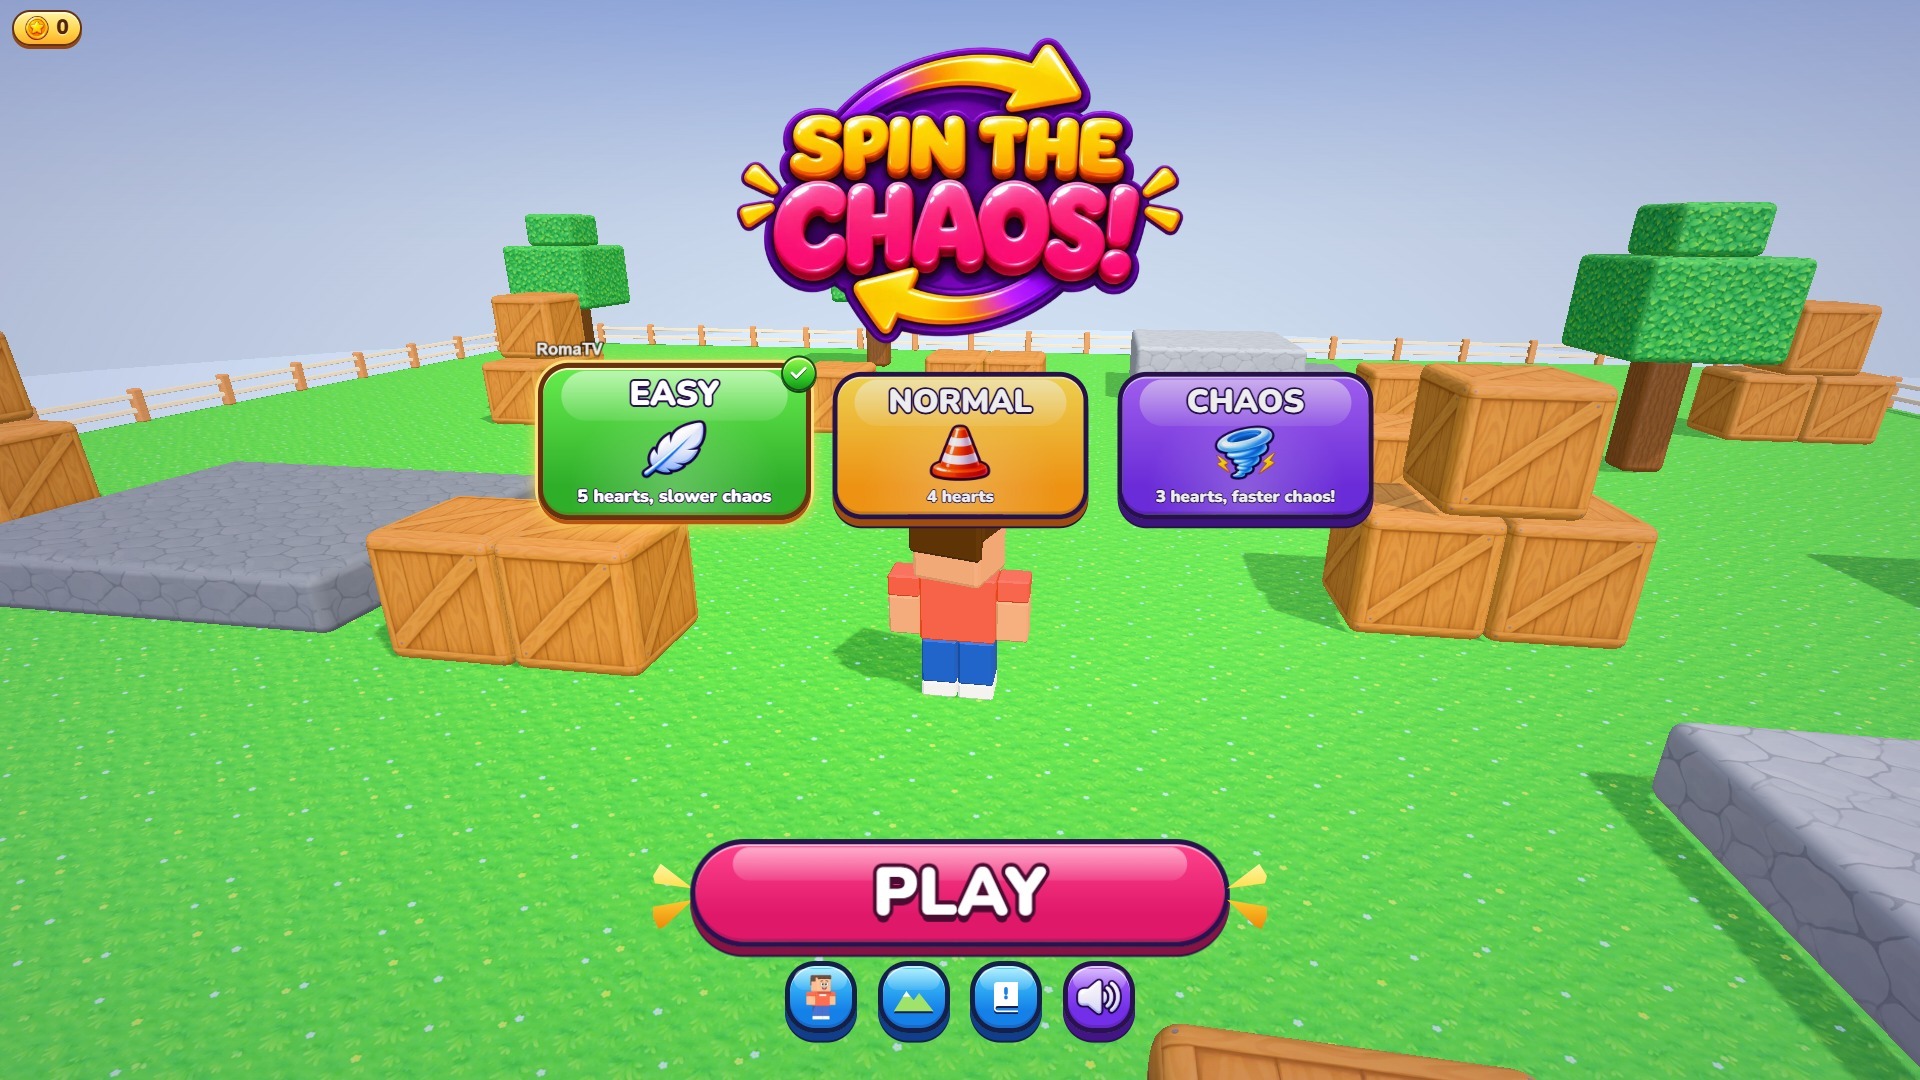 0
SPIN THE
CHAOS!
RomaTV
EASY
5 hearts, slower chaos
NORMAL
4 hearts
CHAOS
3 hearts, faster chaos!
PLAY